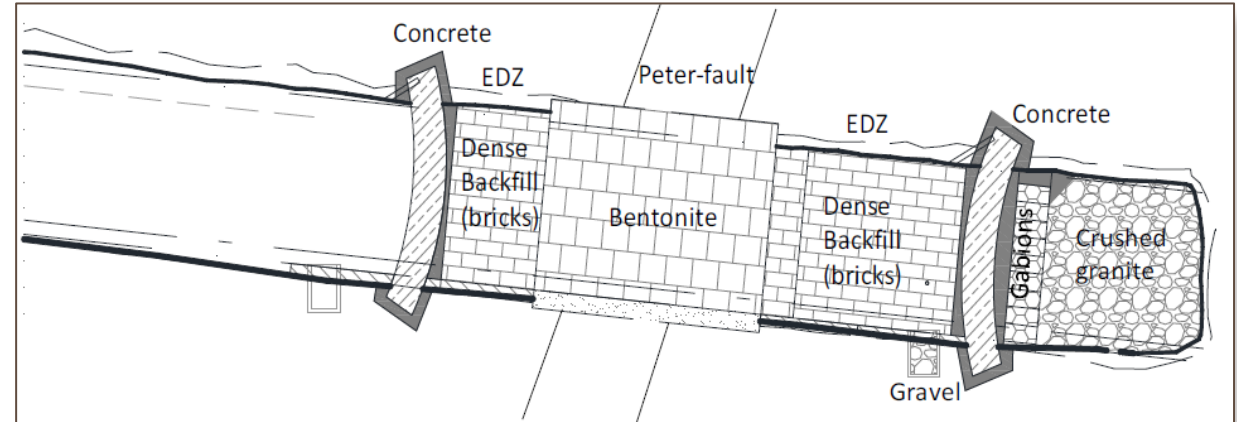 Concrete
EDZ
Peter-fault
EDZ
Concrete
Dense
Backfill
(bricks)
Bentonite
Dense
Backfill
(bricks)
Gabions
Crushed
granite
Gravel